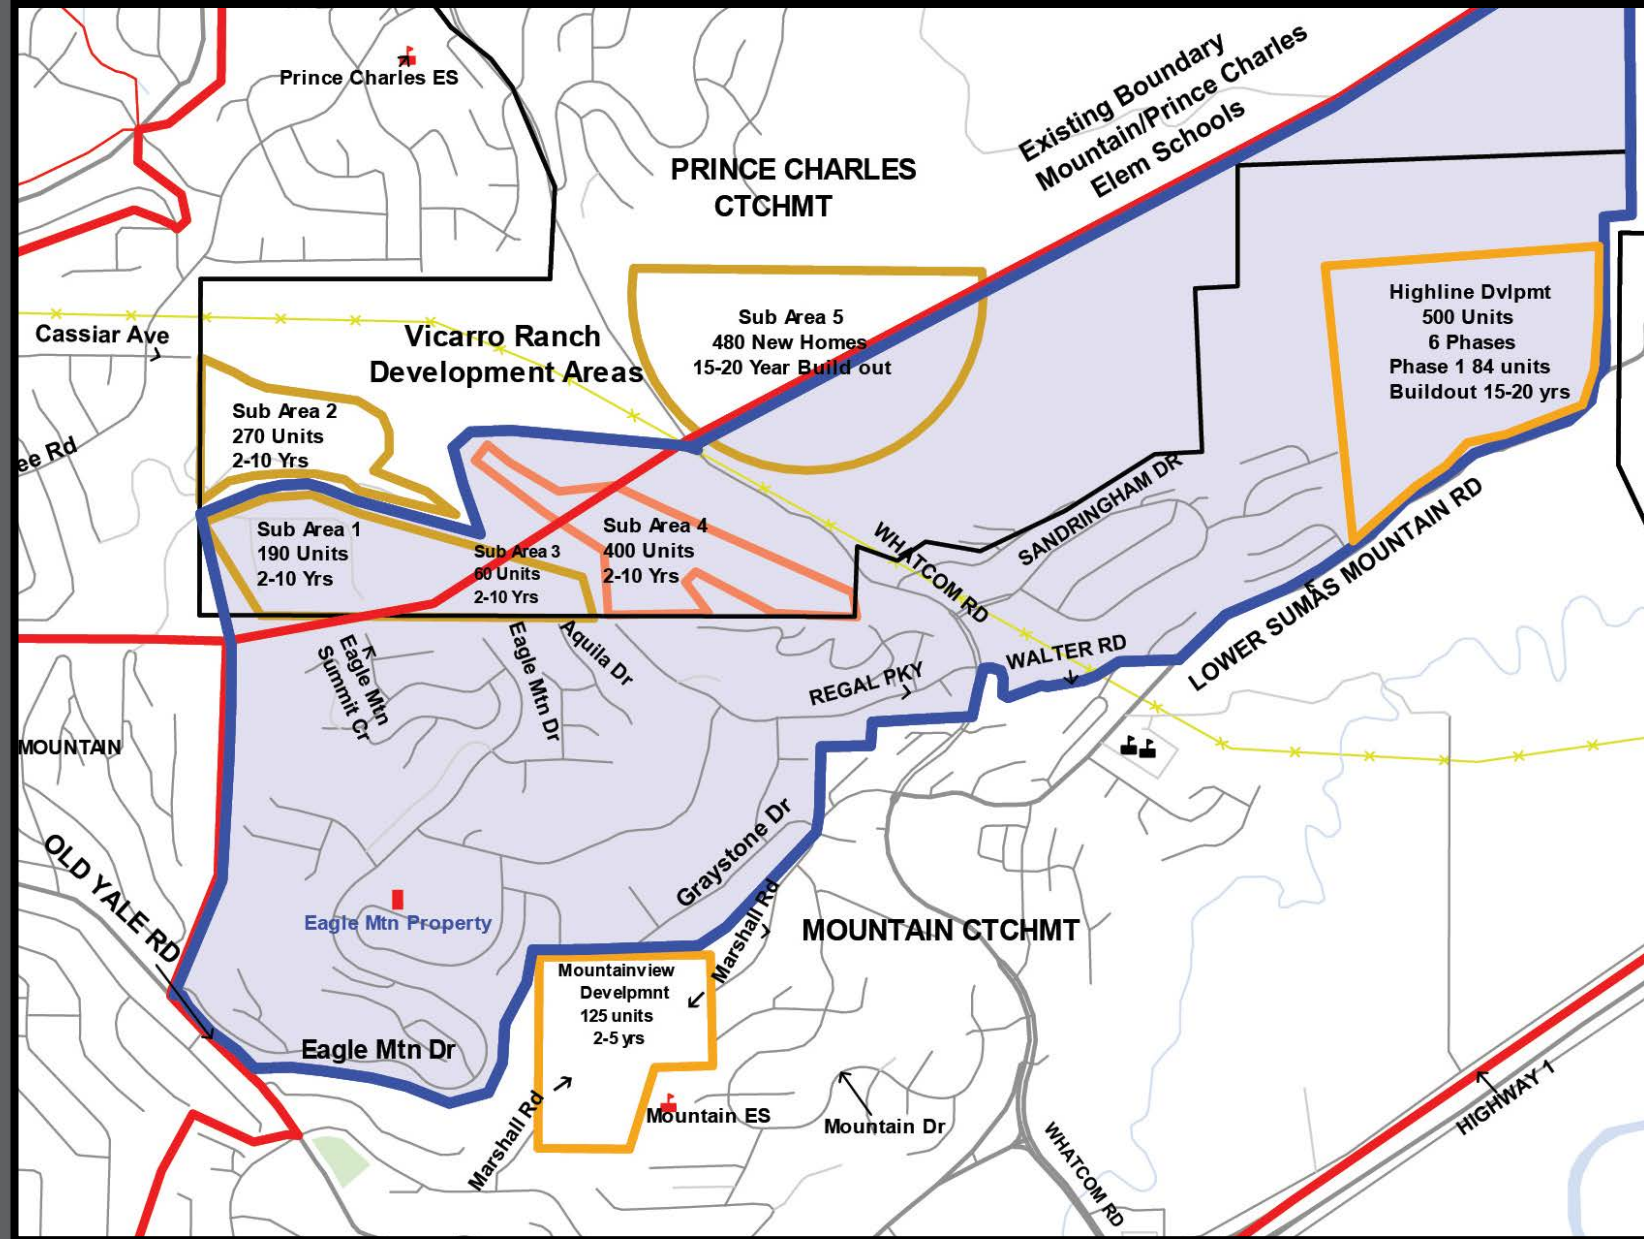 Prince Charles ES
Existing Boundary
Mountain/Prince Charles
Elem Schools
PRINCE CHARLES
CTCHMT
Cassiar Ave
Vicarro Ranch
Development Areas
Sub Area 5
480 New Homes
15-20 Year Build out
Highline Dvlpmt
500 Units
6 Phases
Phase 1 84 units
Buildout 15-20 yrs
Sub Area 2
270 Units
2-10 Yrs
ee Rd
Sub Area 1
190 Units
2-10 Yrs
Sub Area 3
60 Units
2-10 Yrs
Sub Area 4
400 Units
2-10 Yrs
WHATCOM RD
SANDRINGHAM DR
LOWER SUMAS MOUNTAIN RD
WALTER RD
REGAL PKY
Eagle Mtn
Summit Cr
Eagle Mtn Dr
Aquila Dr
MOUNTAIN
OLD YALE RD
Graystone Dr
Eagle Mtn Property
Marshall Rd
MOUNTAIN CTCHMT
Mountainview
Develpmnt
125 units
2-5 yrs
Eagle Mtn Dr
Marshall Rd
Mountain ES
Mountain Dr
WHATCOM RD
HIGHWAY 1